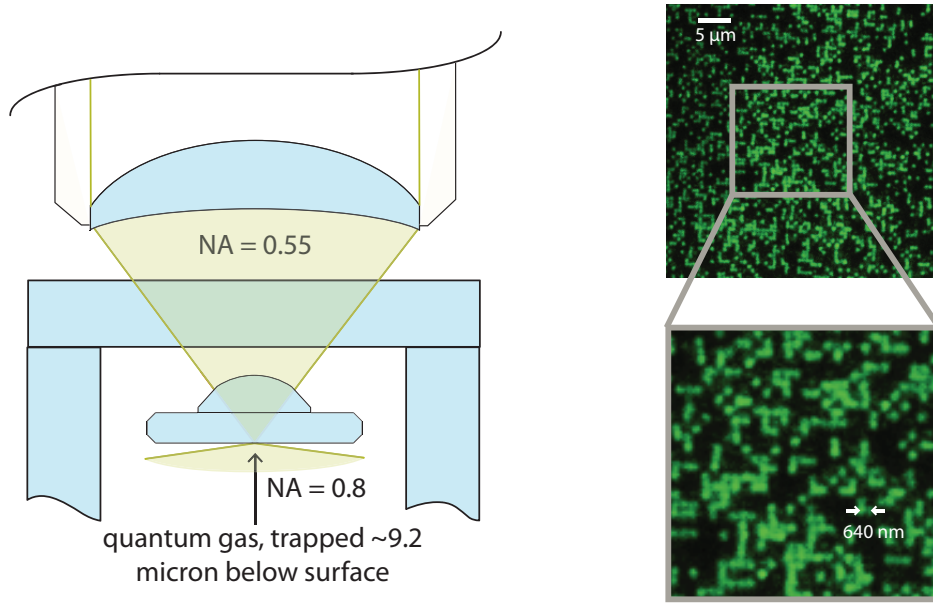 NA = 0.55
NA = 0.8
quantum gas, trapped ~9.2
micron below surface
5 μm
640 nm